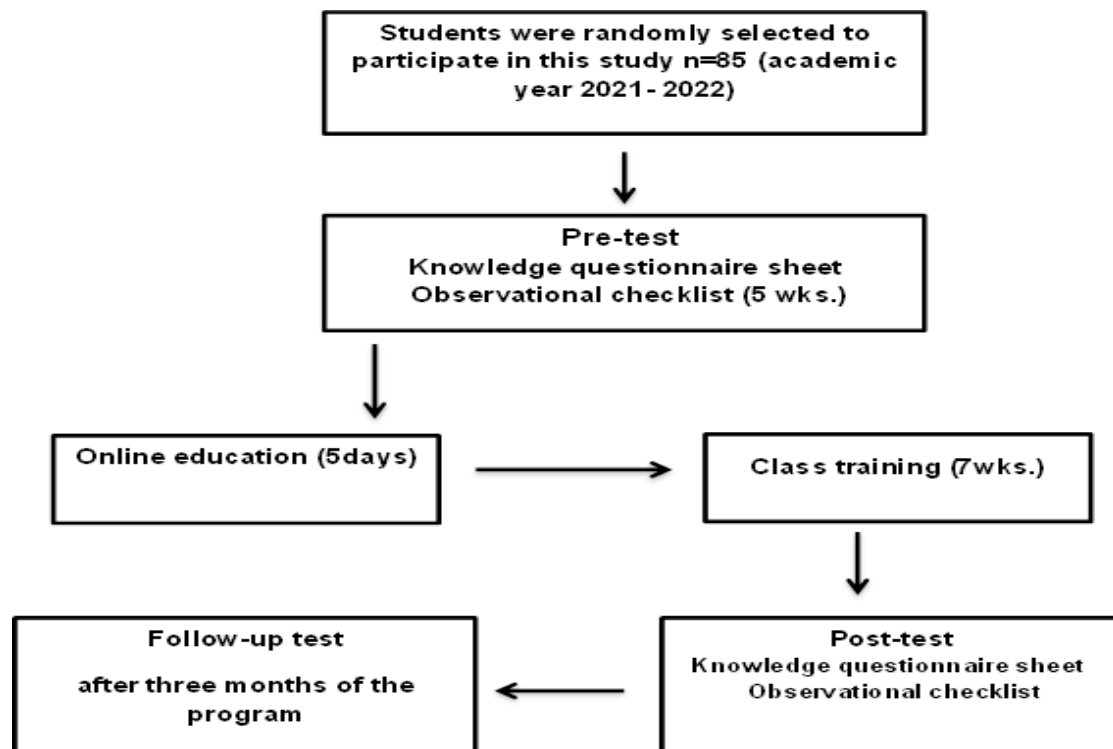 Students were randomly selected to
participate in this study n=85 (academic
year 2021- 2022)
Pre-test
Knowledge questionnaire sheet
Observational checklist (5 wks.)
Online education (5days)
Class training (7wks.)
Follow-up test
after three months of the
program
Post-test
Knowledge questionnaire sheet
Observational checklist